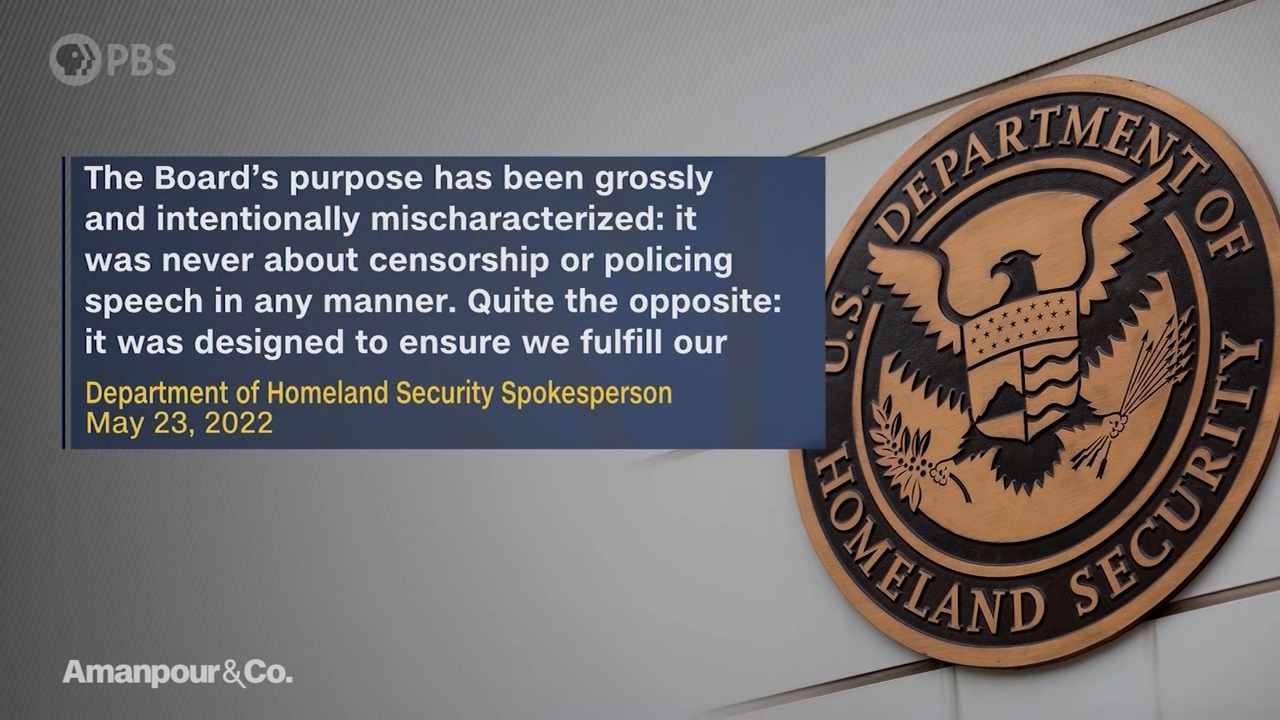 PBS
The Board's purpose has been grossly
and intentionally mischaracterized: it
was never about censorship or policing
speech in any manner. Quite the opposite:
it was designed to ensure we fulfill our
Department of Homeland Security Spokesperson
May 23, 2022
U.S. DEPARTMENT OF
HOMELAND SECURITY
Amanpour&Co.